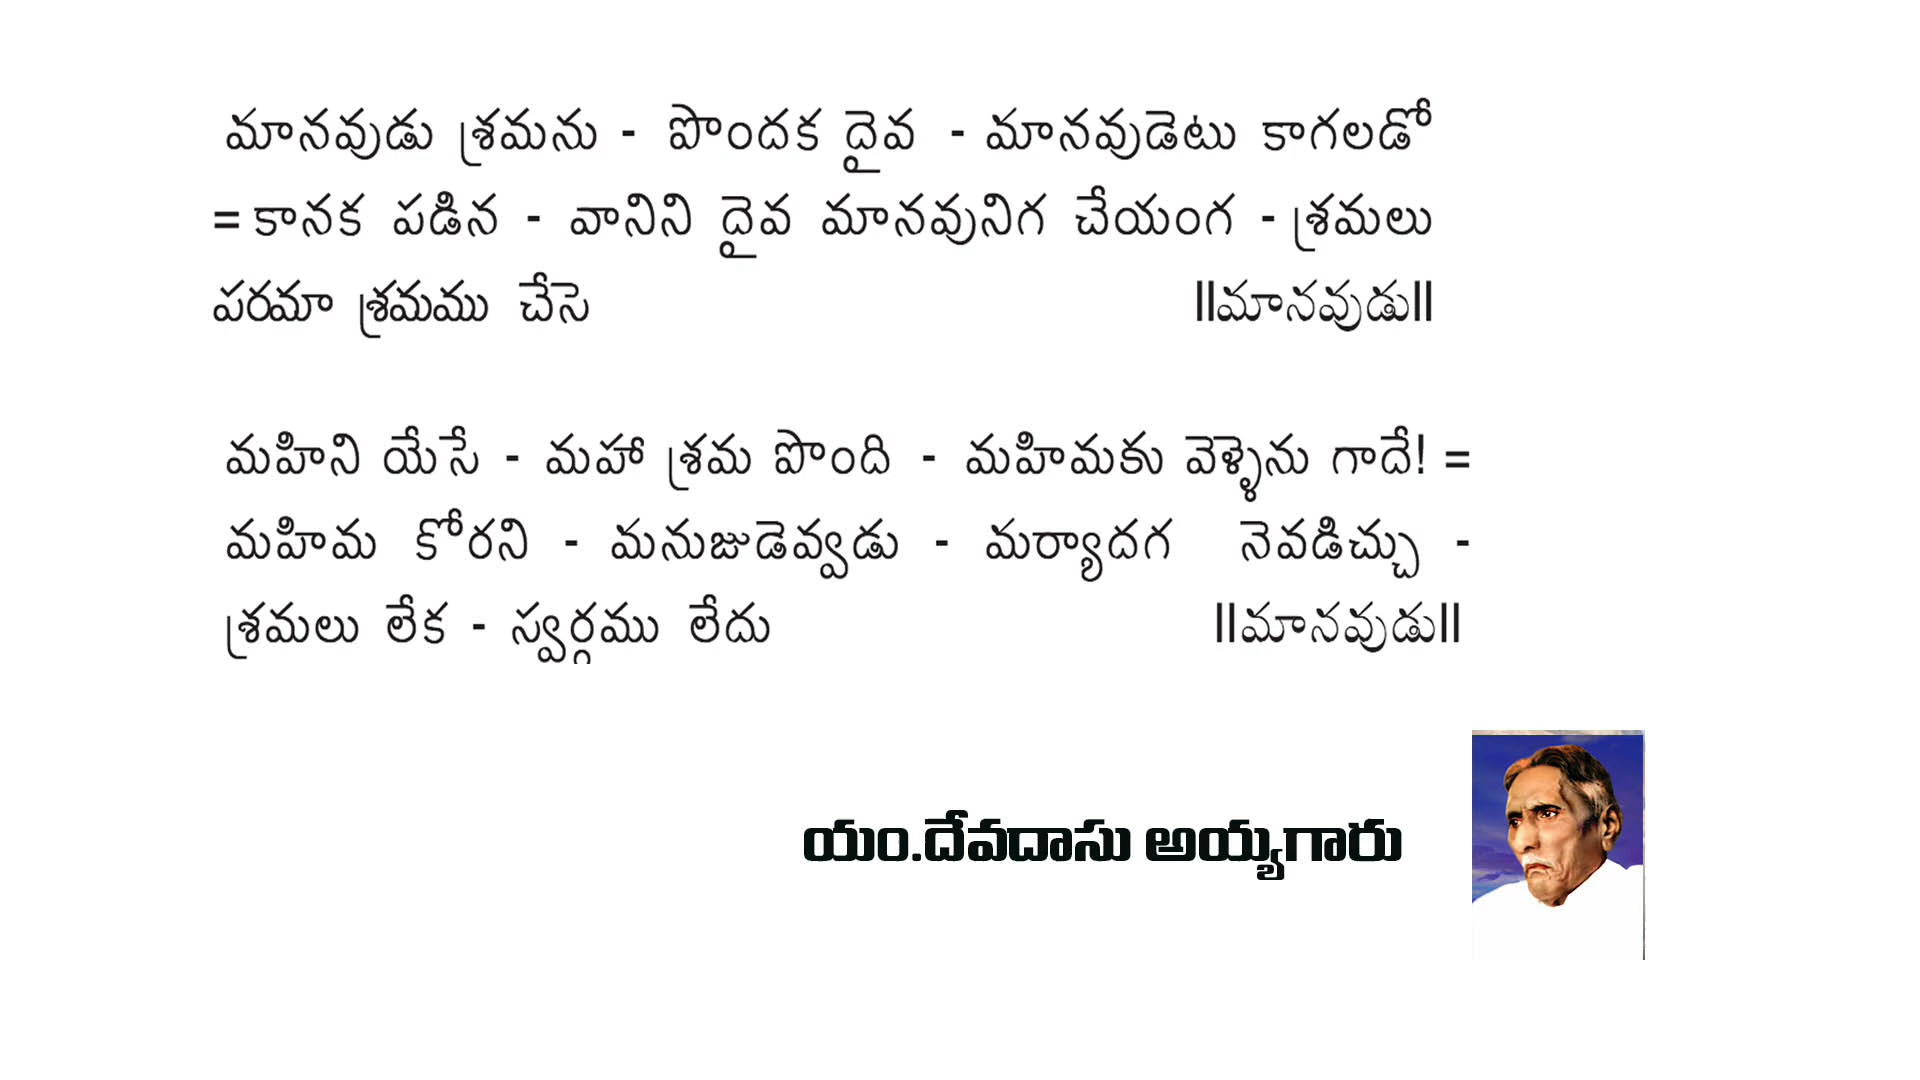 మానవుడు శ్రమను - పొందక దైవ - మానవుడెటు కాగలడో
= కానక పడిన - వానిని దైవ మానవునిగ చేయంగ - శ్రమలు
పరమా శ్రమము చేసె ||మానవుడు||
మహిని యేసే - మహా శ్రమ పొంది - మహిమకు వెళ్ళెను గాదే! =
మహిమ కోరని - మనుజుడెవ్వడు - మర్యాదగ నెవడిచ్చు -
శ్రమలు లేక - స్వర్గము లేదు ||మానవుడు||
యం.దేవదాసు అయ్యగారు